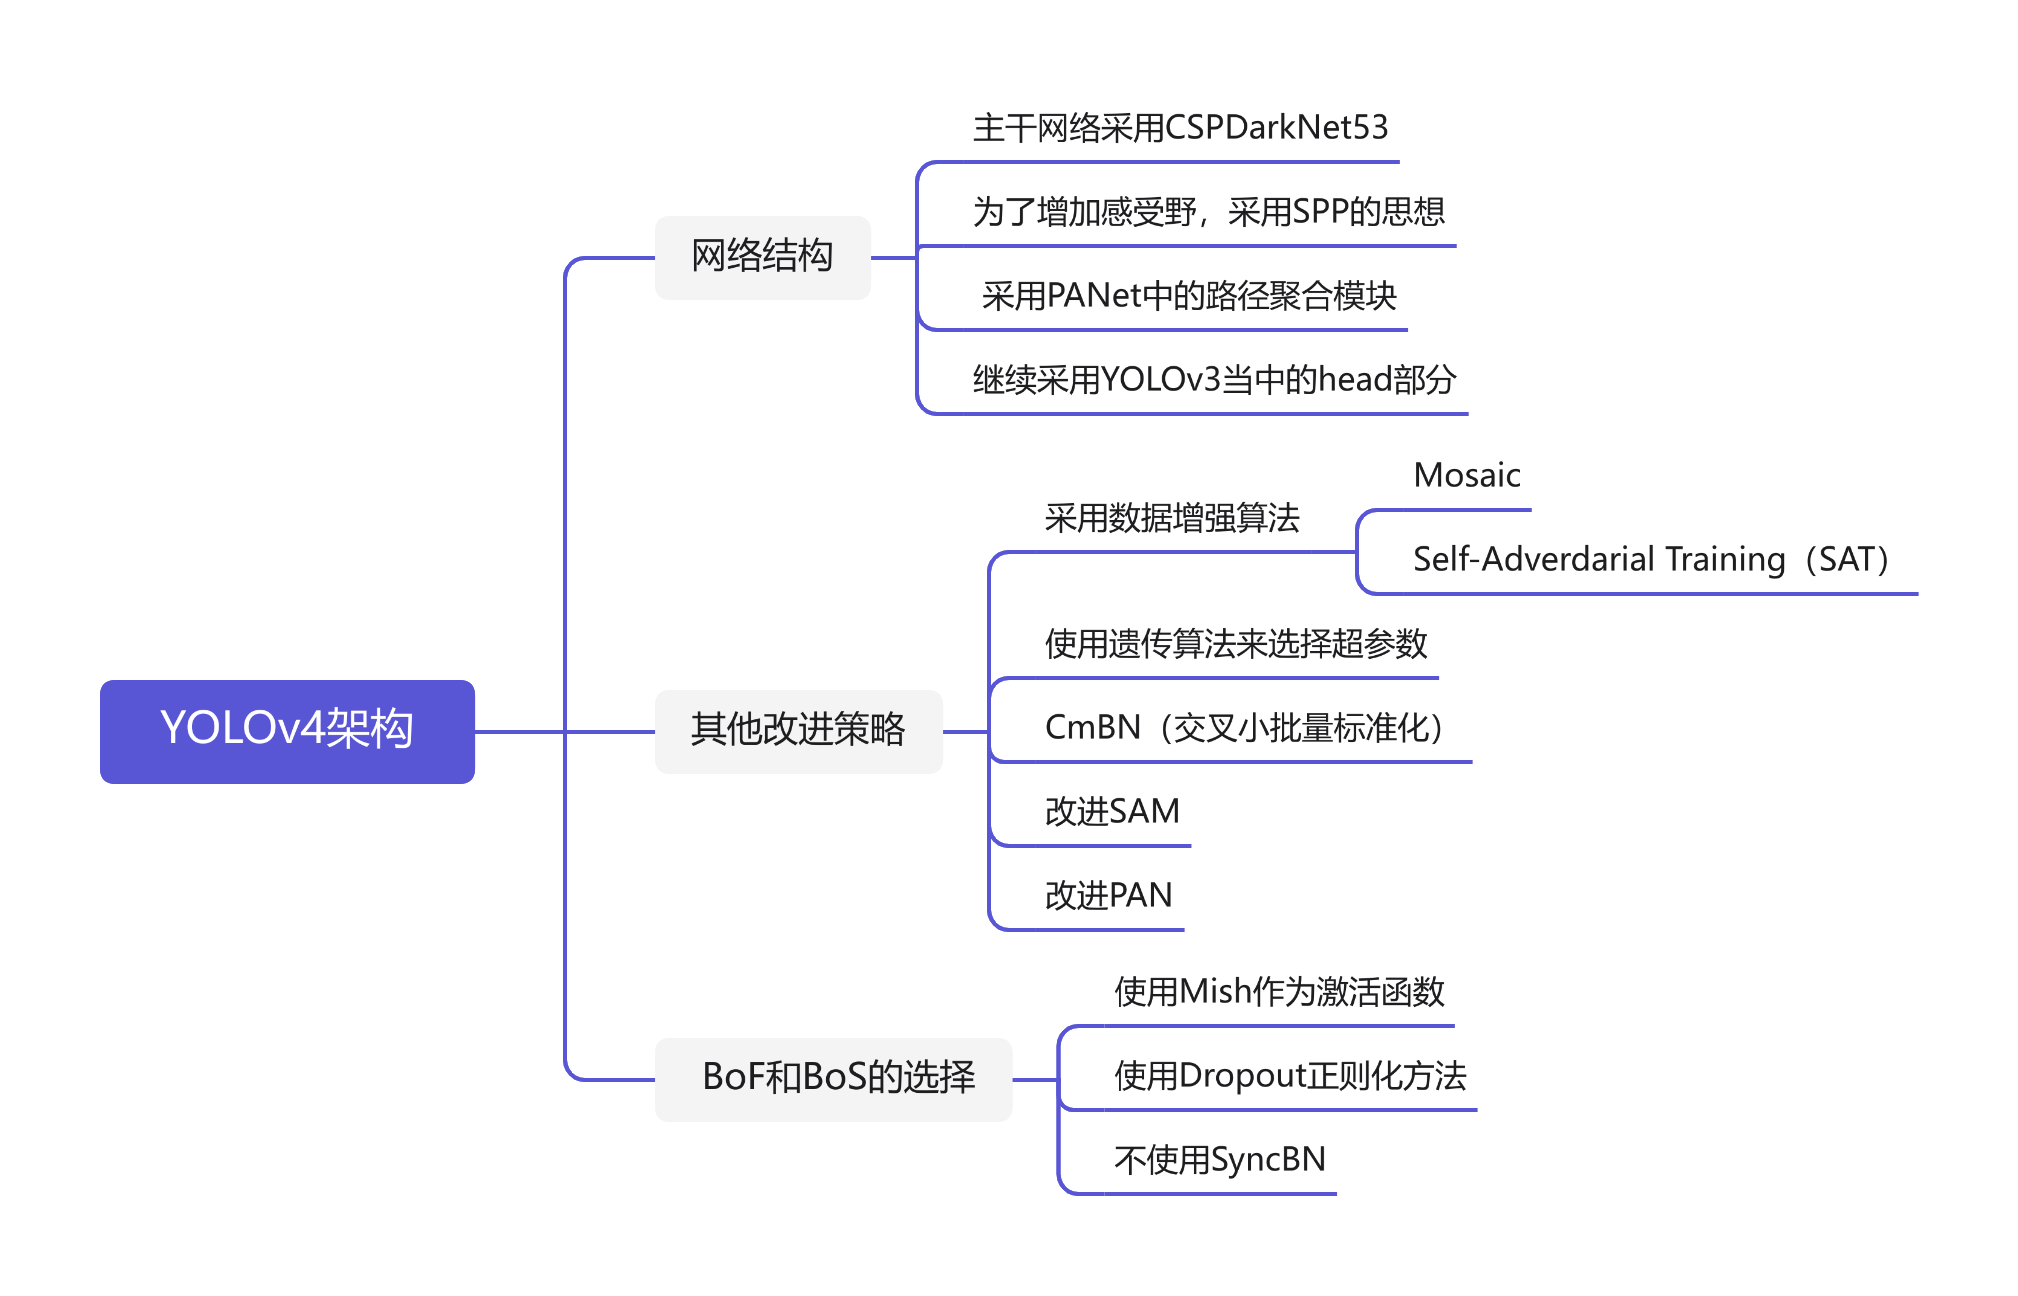 YOLOv4架构
网络结构
主干网络采用CSPDarkNet53
为了增加感受野，采用SPP的思想
采用PANet中的路径聚合模块
继续采用YOLOv3当中的head部分
其他改进策略
采用数据增强算法
Mosaic
Self-Adverdarial Training（SAT）
使用遗传算法来选择超参数
CmBN（交叉小批量标准化）
改进SAM
改进PAN
BoF和BoS的选择
使用Mish作为激活函数
使用Dropout正则化方法
不使用SyncBN